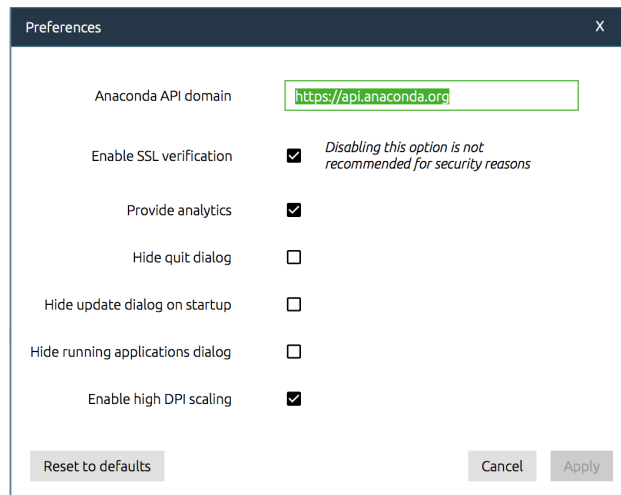 Preferences X
Anaconda API domain https://api.anaconda.org
Enable SSL verification Disabling this option is not
recommended for security reasons
Provide analytics
Hide quit dialog
Hide update dialog on startup
Hide running applications dialog
Enable high DPI scaling
Reset to defaults Cancel Apply